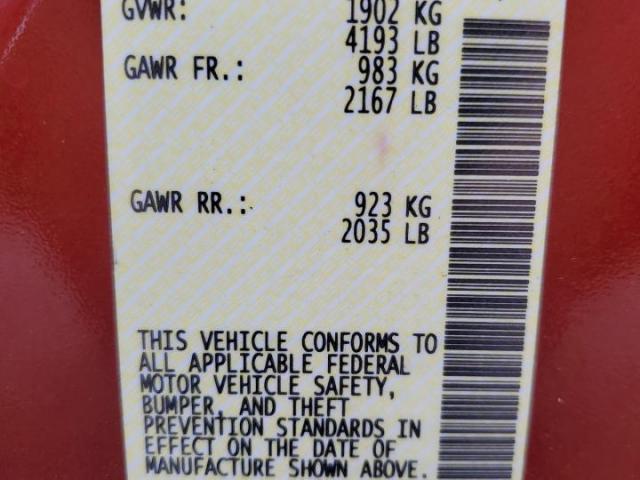 GVWR: 1902 KG
4193 LB
GAWR FR.: 983 KG
2167 LB
GAWR RR.: 923 KG
2035 LB
THIS VEHICLE CONFORMS TO
ALL APPLICABLE FEDERAL
MOTOR VEHICLE SAFETY,
BUMPER, AND THEFT
PREVENTION STANDARDS IN
EFFECT ON THE DATE OF
MANUFACTURE SHOWN ABOVE.